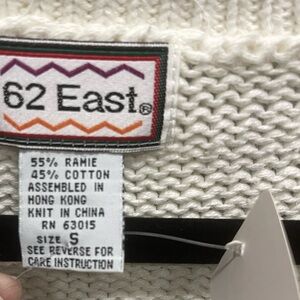 62 East®
55% RAMIE
45% COTTON
ASSEMBLED IN
HONG KONG
KNIT IN CHINA
RN 63015
SIZE S
SEE REVERSE FOR
CARE INSTRUCTION